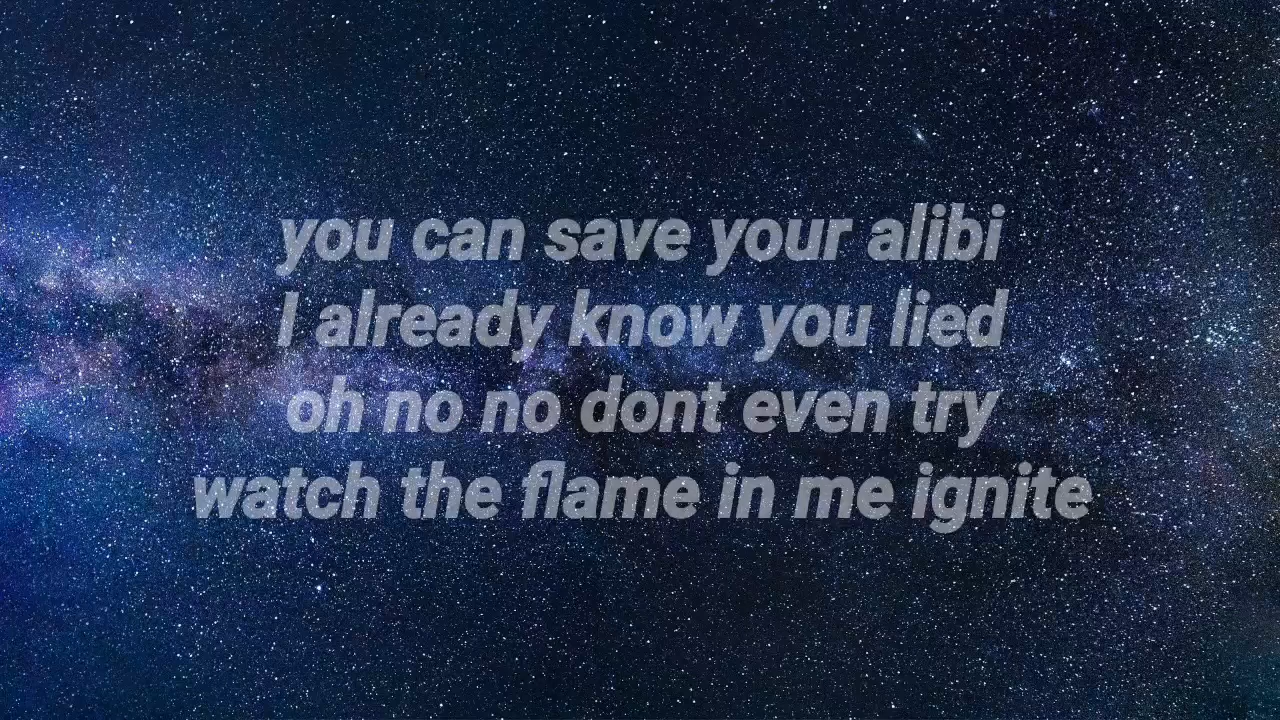 you can save your alibi
I already know you lied
oh no no dont even try
watch the flame in me ignite